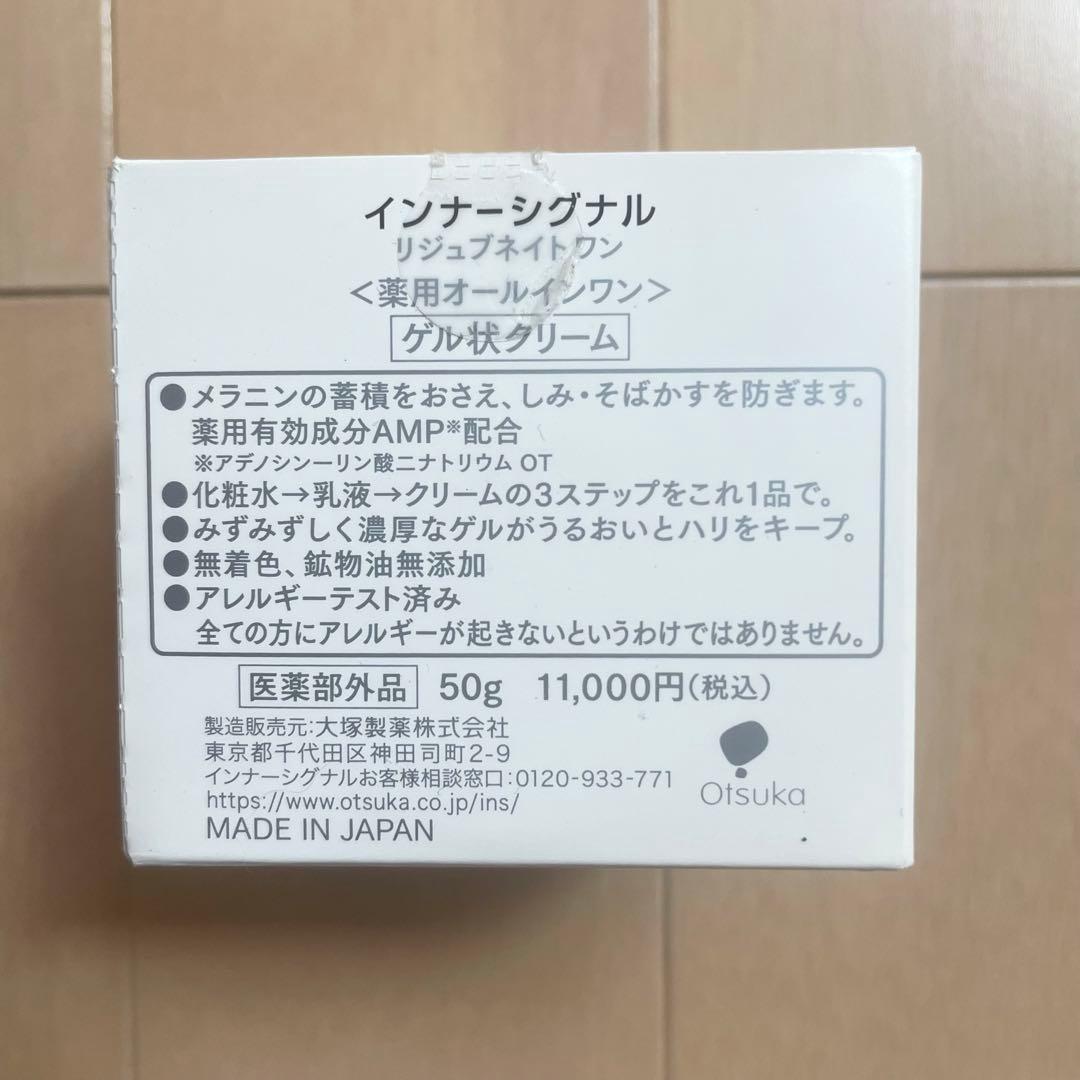 インナーシグナル
リジュブネイトワン
＜薬用オールインワン＞
ゲル状クリーム
●メラニンの蓄積をおさえ、しみ・そばかすを防ぎます。
薬用有効成分AMP※配合
※アデノシン一リン酸二ナトリウム OT
●化粧水→乳液→クリームの3ステップをこれ1品で。
●みずみずしく濃厚なゲルがうるおいとハリをキープ。
●無着色、鉱物油無添加
●アレルギーテスト済み
全ての方にアレルギーが起きないというわけではありません。
医薬部外品 50g 11,000円（税込）
製造販売元：大塚製薬株式会社
東京都千代田区神田司町2-9
インナーシグナルお客様相談窓口：0120-933-771
https://www.otsuka.co.jp/ins/
MADE IN JAPAN
Otsuka